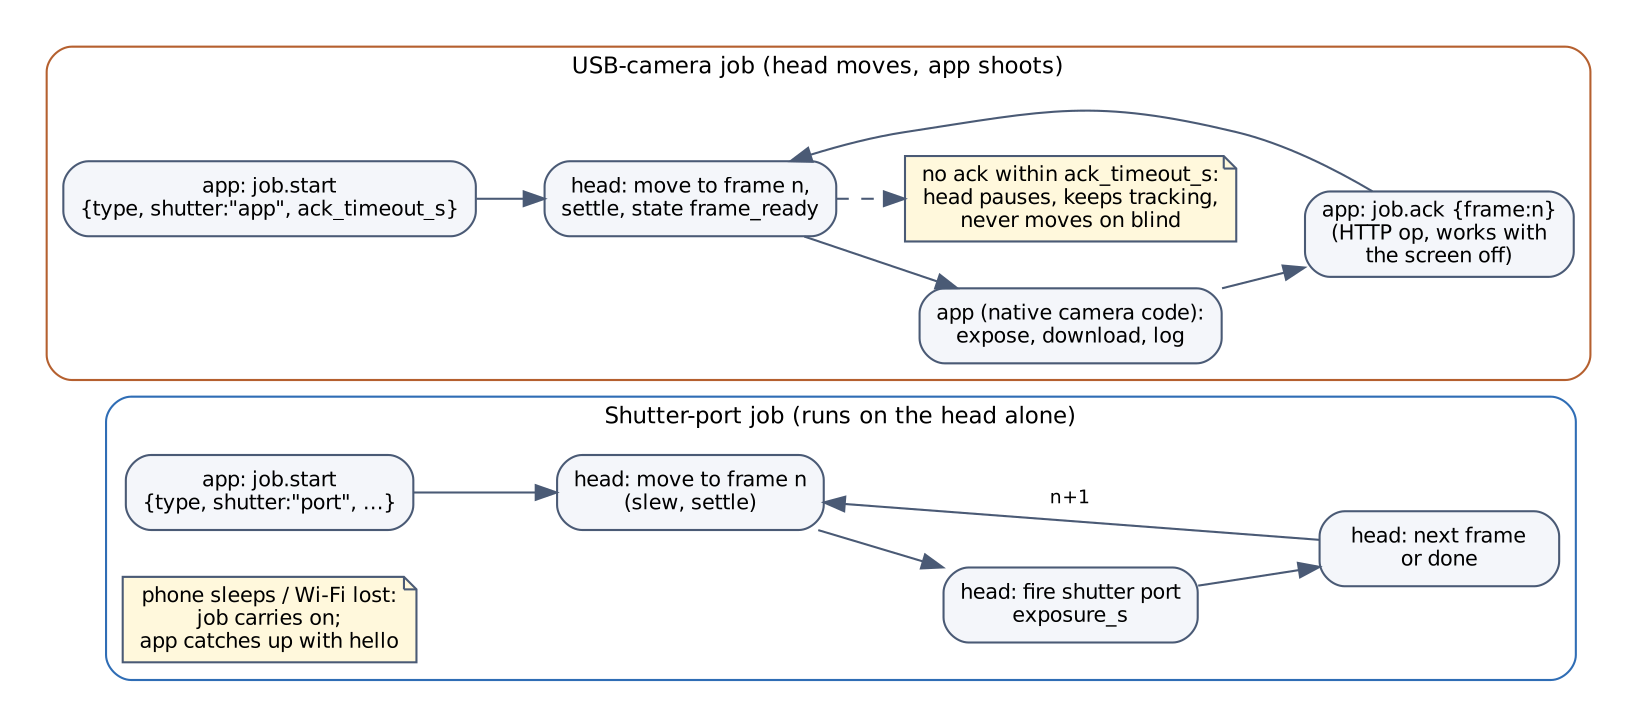 USB-camera job (head moves, app shoots)
app: job.start
{type, shutter:"app", ack_timeout_s}
head: move to frame n,
settle, state frame_ready
no ack within ack_timeout_s:
head pauses, keeps tracking,
never moves on blind
app: job.ack {frame:n}
(HTTP op, works with
the screen off)
app (native camera code):
expose, download, log
Shutter-port job (runs on the head alone)
app: job.start
{type, shutter:"port", ...}
head: move to frame n
(slew, settle)
n+1
head: next frame
or done
head: fire shutter port
exposure_s
phone sleeps / Wi-Fi lost:
job carries on;
app catches up with hello